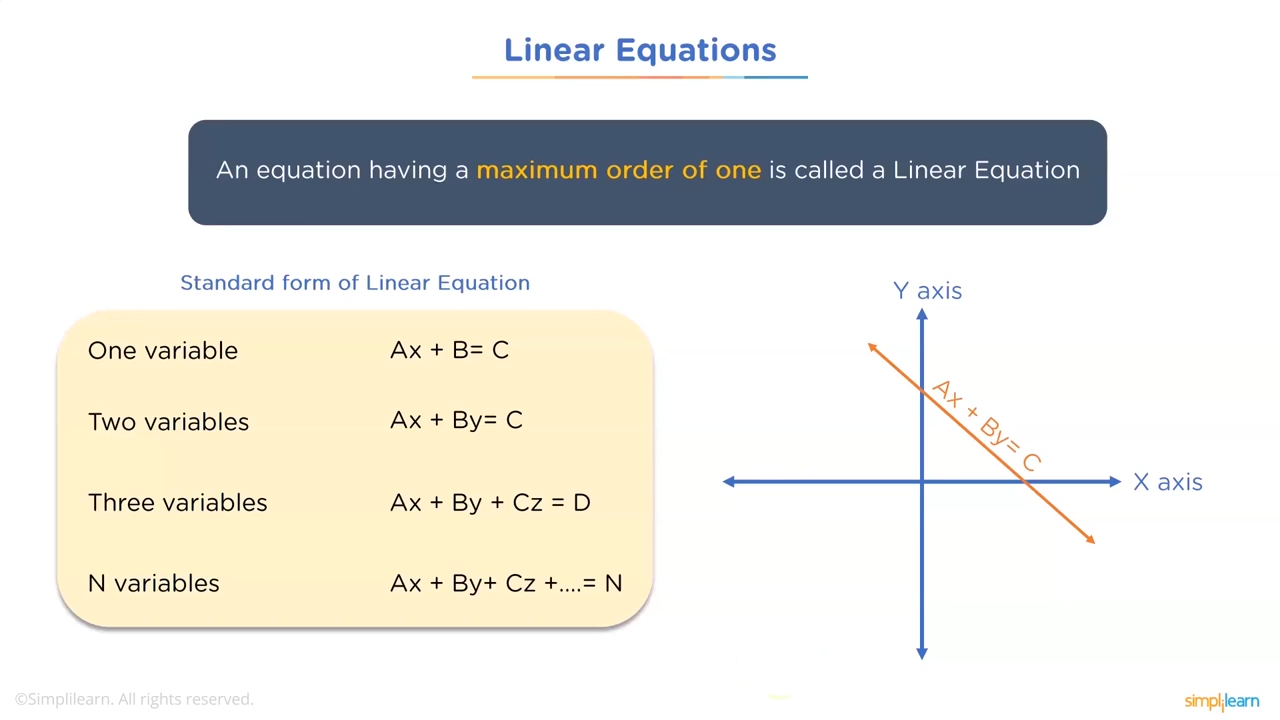 Linear Equations
An equation having a maximum order of one is called a Linear Equation
Standard form of Linear Equation
One variable Ax + B= C
Two variables Ax + By= C
Three variables Ax + By + Cz = D
N variables Ax + By+ Cz +....= N
Y axis
Ax + By= C
X axis
©Simplilearn. All rights reserved.
simplilearn